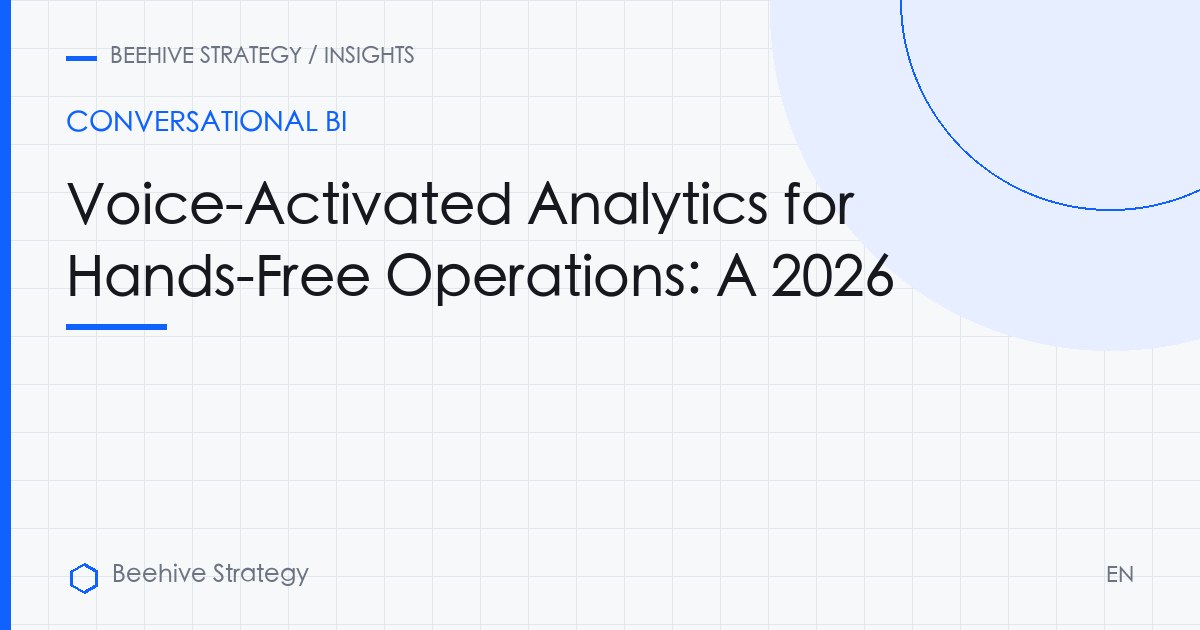 BEEHIVE STRATEGY / INSIGHTS
CONVERSATIONAL BI
Voice-Activated Analytics for
Hands-Free Operations: A 2026
Beehive Strategy
EN